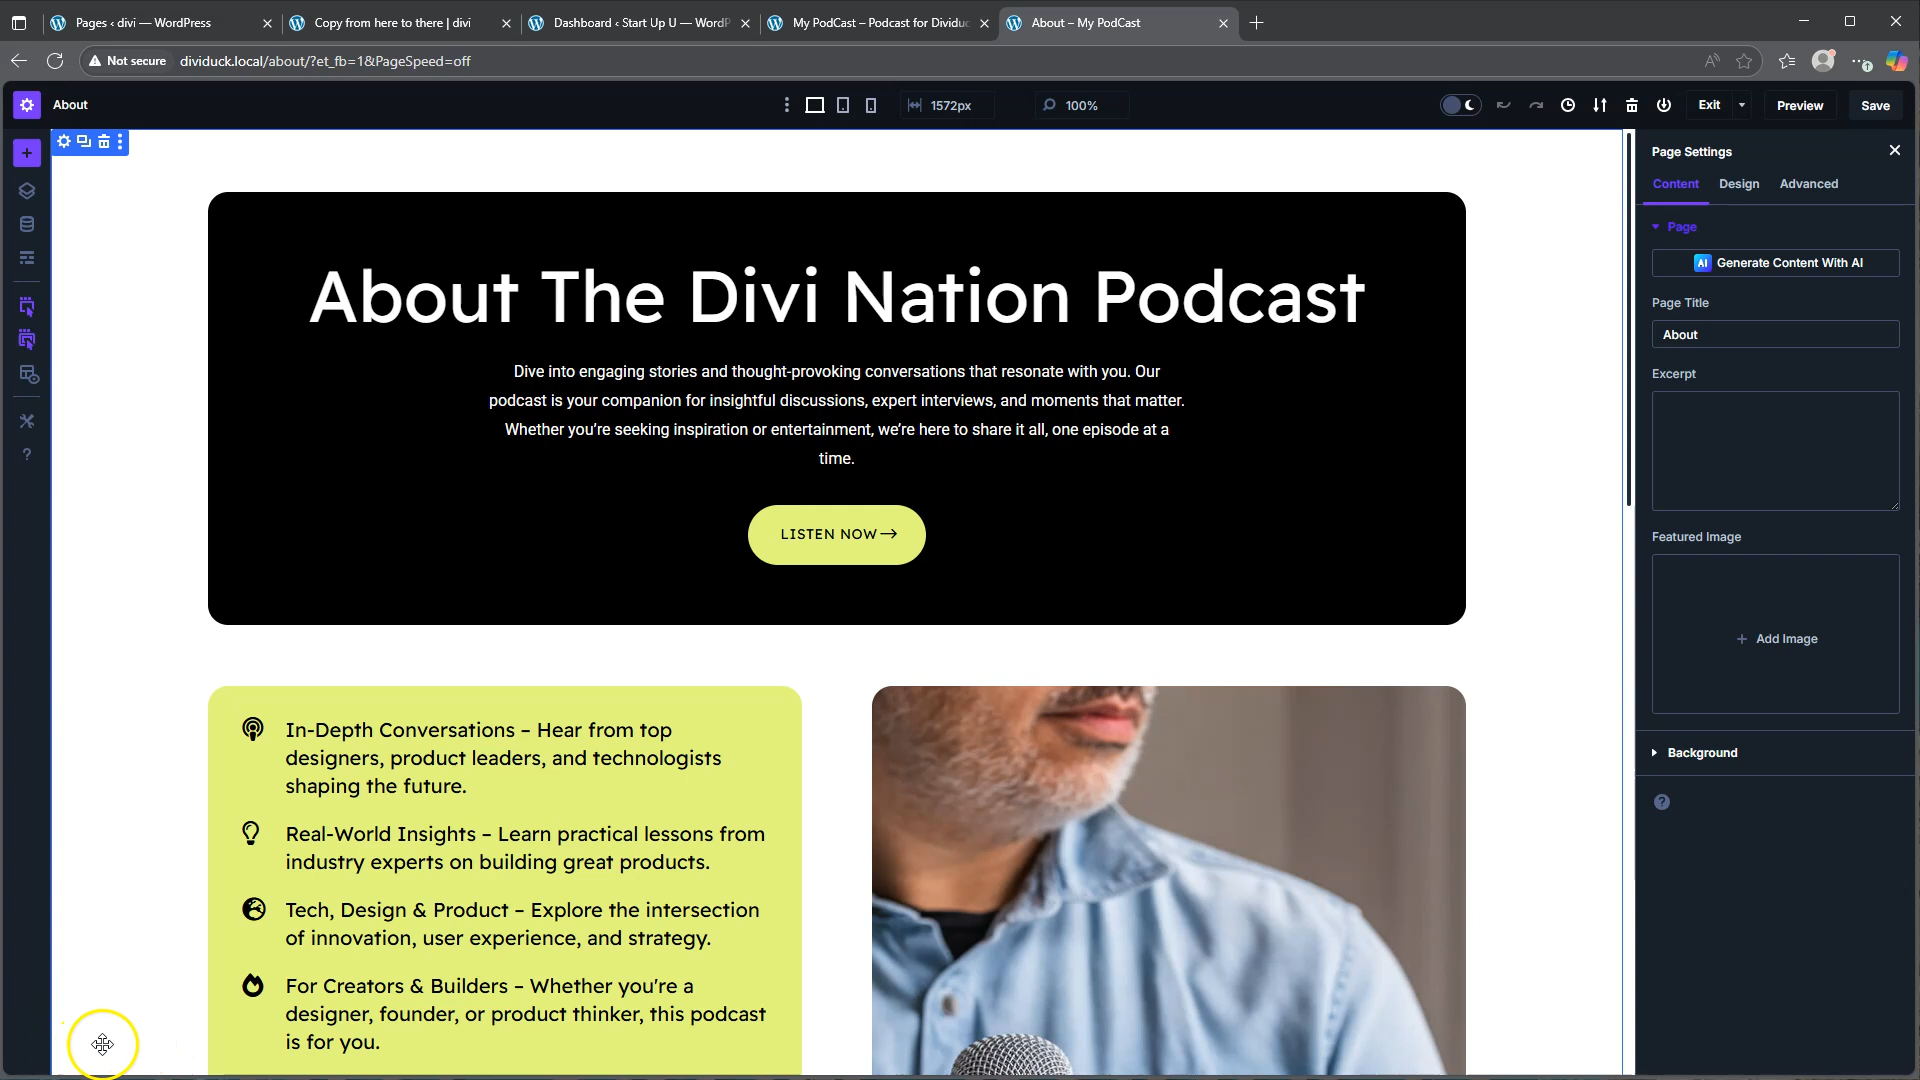 Pages ‹ divi — WordPress
Copy from here to there | divi
Dashboard ‹ Start Up U — WordP
My PodCast – Podcast for Dividuc
About – My PodCast
Not secure
dividuck.local/about/?et_fb=1&PageSpeed=off
About
1572px
100%
Exit
Preview
Save
About The Divi Nation Podcast
Dive into engaging stories and thought-provoking conversations that resonate with you. Our
podcast is your companion for insightful discussions, expert interviews, and moments that matter.
Whether you're seeking inspiration or entertainment, we're here to share it all, one episode at a
time.
LISTEN NOW
In-Depth Conversations – Hear from top
designers, product leaders, and technologists
shaping the future.
Real-World Insights – Learn practical lessons from
industry experts on building great products.
Tech, Design & Product – Explore the intersection
of innovation, user experience, and strategy.
For Creators & Builders – Whether you're a
designer, founder, or product thinker, this podcast
is for you.
Page Settings
Content
Design
Advanced
Page
AI Generate Content With AI
Page Title
About
Excerpt
Featured Image
+ Add Image
Background